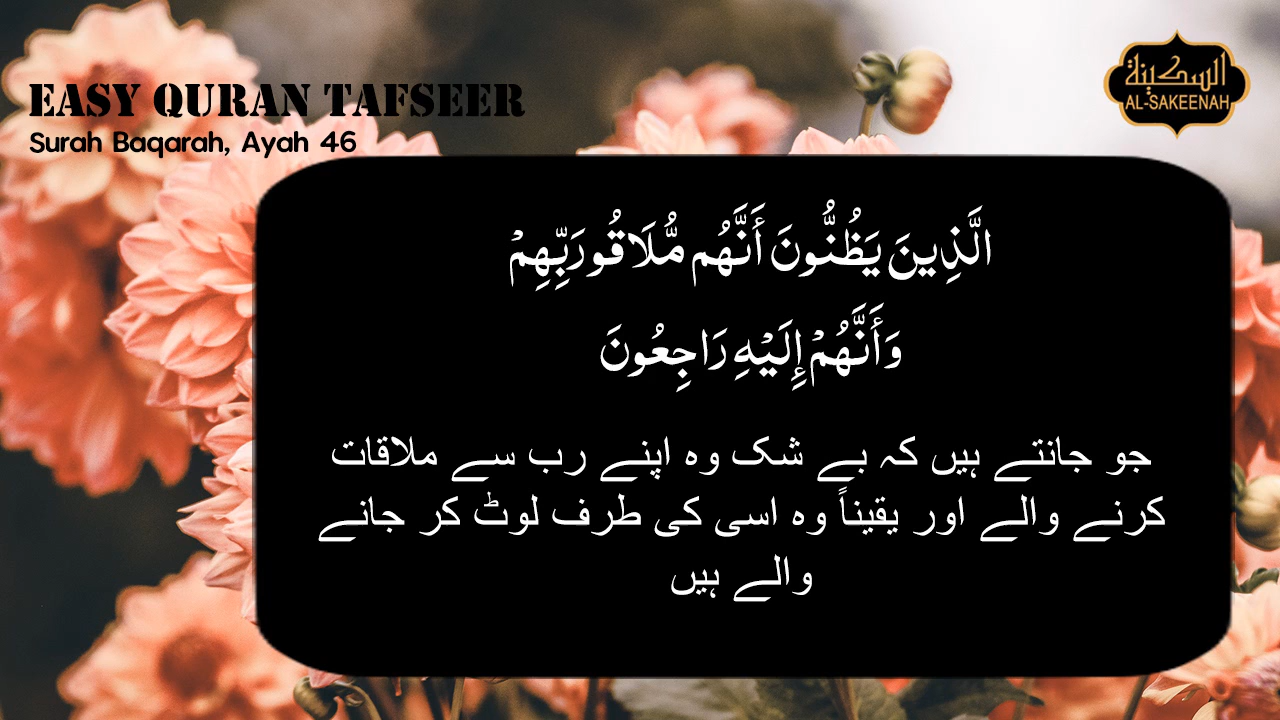 EASY QURAN TAFSEER
Surah Baqarah, Ayah 46
السكينة
AL-SAKEENAH
الَّذِينَ يَظُنُّونَ أَنَّهُم مُّلَاقُو رَبِّهِمْ
وَأَنَّهُمْ إِلَيْهِ رَاجِعُونَ
جو جانتے ہیں کہ بے شک وہ اپنے رب سے ملاقات
کرنے والے اور یقیناً وہ اسی کی طرف لوٹ کر جانے
والے ہیں